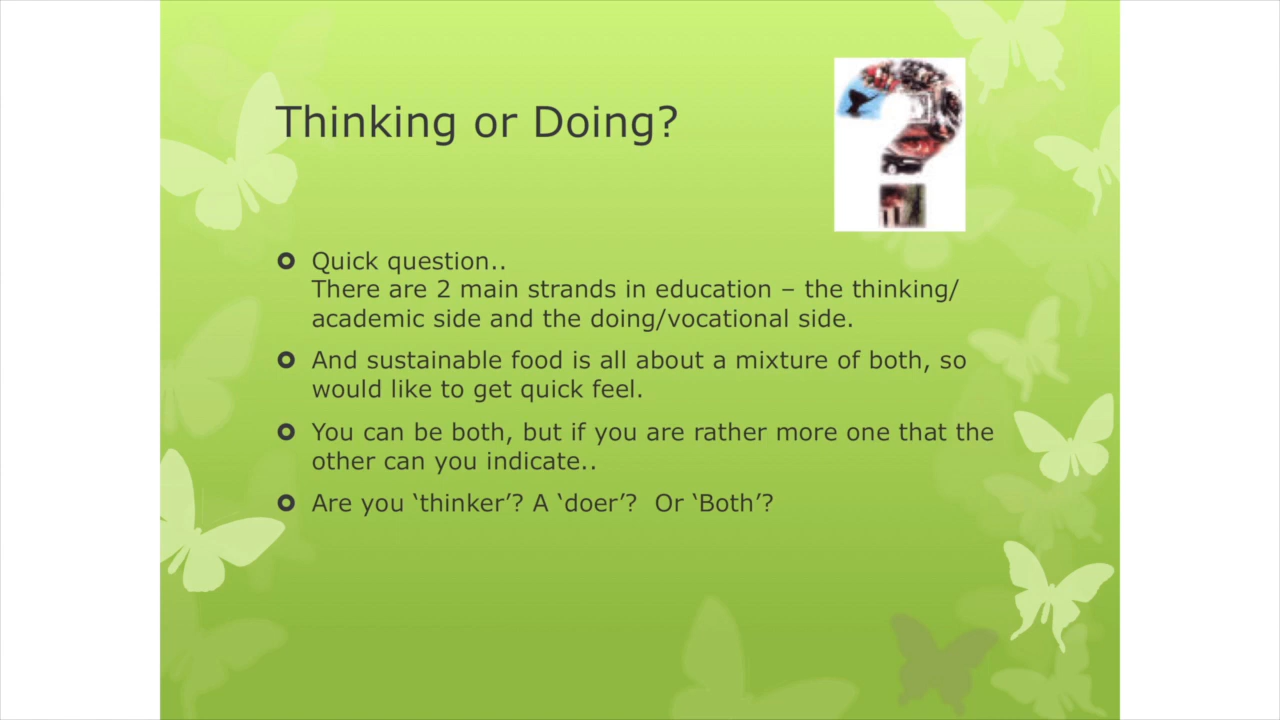 Thinking or Doing?
Quick question..
There are 2 main strands in education – the thinking/
academic side and the doing/vocational side.
And sustainable food is all about a mixture of both, so
would like to get quick feel.
You can be both, but if you are rather more one that the
other can you indicate..
Are you ‘thinker’? A ‘doer’?  Or ‘Both’?